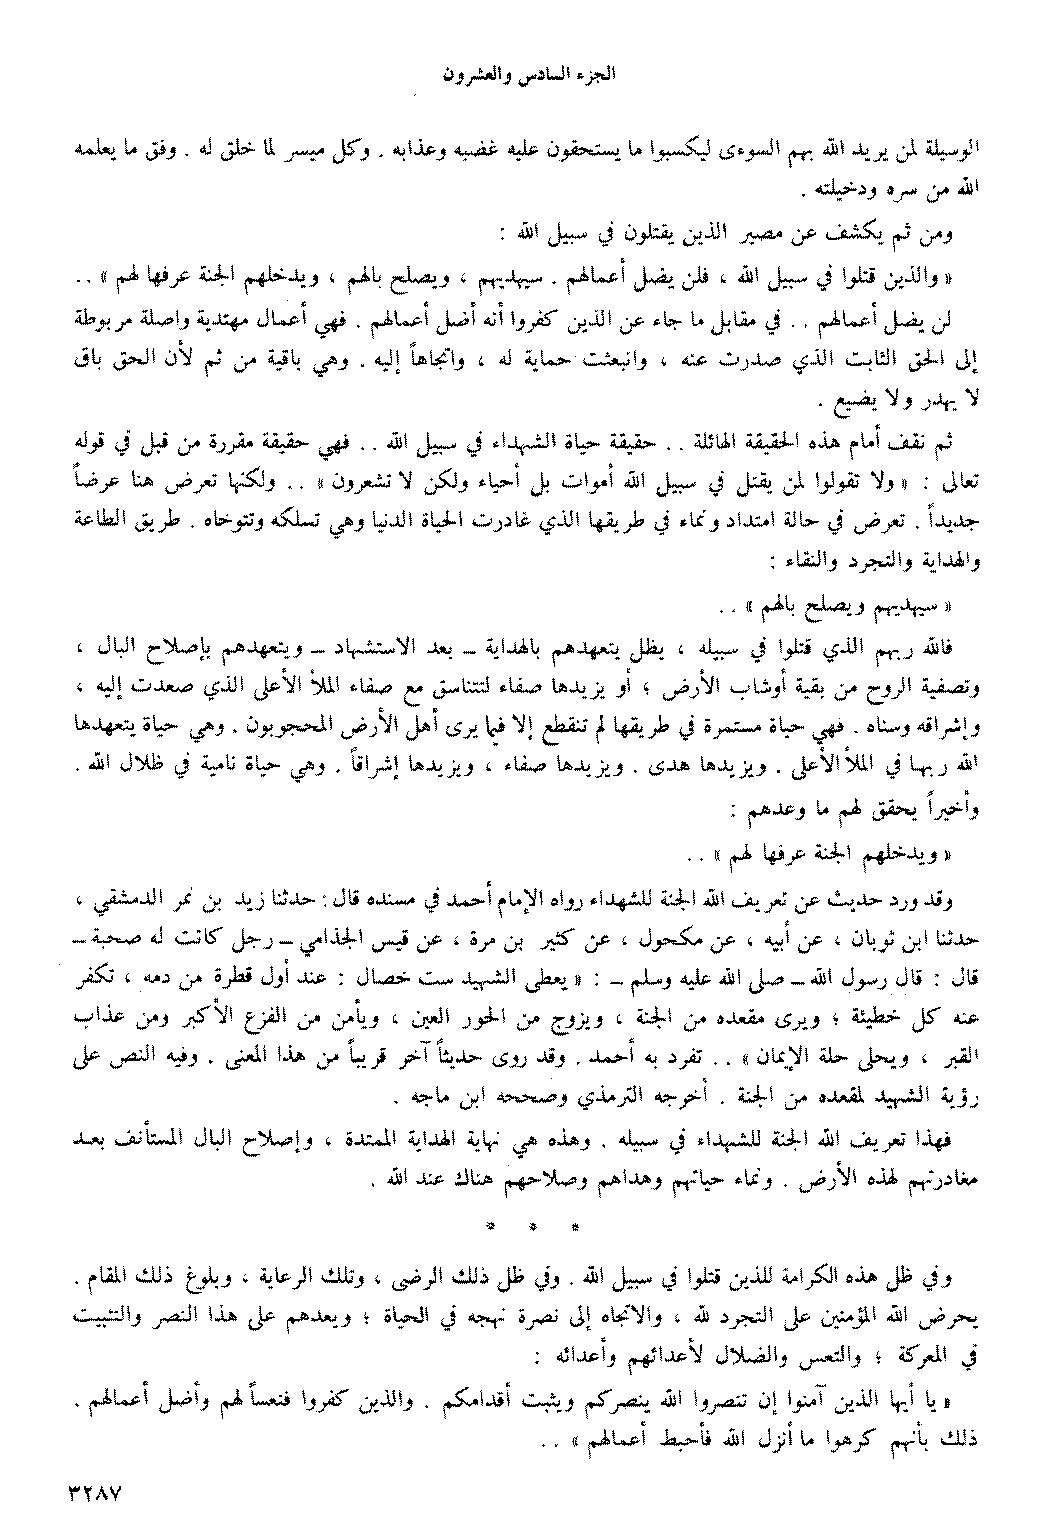 الجزء السادس والعشرون
الوسيلة لمن يريد الله بهم السوءى ليكسبوا ما يستحقون عليه غضبه وعذابه . وكل ميسر لما خلق له . وفق ما يعلمه
الله من سره ودخيلته .
ومن ثم يكشف عن مصير الذين يقتلون في سبيل الله :
« والذين قتلوا في سبيل الله ، فلن يضل أعمالهم . سيهديهم ، ويصلح بالهم ، ويدخلهم الجنة عرفها لهم » ..
لن يضل أعمالهم .. في مقابل ما جاء عن الذين كفروا أنه أضل أعمالهم . فهي أعمال مهتدية واصلة مربوطة
إلى الحق الثابت الذي صدرت عنه ، وانبعثت حماية له ، واتجاهاً إليه . وهي باقية من ثم لأن الحق باق
لا يهدر ولا يضيع .
ثم نقف أمام هذه الحقيقة الهائلة .. حقيقة حياة الشهداء في سبيل الله .. فهي حقيقة مقررة من قبل في قوله
تعالى : « ولا تقولوا لمن يقتل في سبيل الله أموات بل أحياء ولكن لا تشعرون » .. ولكنها تعرض هنا عرضاً
جديداً . تعرض في حالة امتداد ونماء في طريقها الذي غادرت الحياة الدنيا وهي تسلكه وتتوخاه . طريق الطاعة
والهداية والتجرد والنقاء :
« سيهديهم ويصلح بالهم » ..
فالله ربهم الذي قتلوا في سبيله ، يظل يتعهدهم بالهداية – بعد الاستشهاد – ويتعهدهم بإصلاح البال ،
وتصفية الروح من بقية أوشاب الأرض ؛ أو يزيدها صفاء لتتناسق مع صفاء الملأ الأعلى الذي صعدت إليه ،
وإشراقه وسناه . فهي حياة مستمرة في طريقها لم تنقطع إلا فيما يرى أهل الأرض المحجوبون . وهي حياة يتعهدها
الله ربها في الملأ الأعلى . ويزيدها هدى . ويزيدها صفاء ، ويزيدها إشراقاً . وهي حياة نامية في ظلال الله .
وأخيراً يحقق لهم ما وعدهم :
« ويدخلهم الجنة عرفها لهم » ..
وقد ورد حديث عن تعريف الله الجنة للشهداء رواه الإمام أحمد في مسنده قال : حدثنا زيد بن نمر الدمشقي ،
حدثنا ابن ثوبان ، عن أبيه ، عن مكحول ، عن كثير بن مرة ، عن قيس الجذامي – رجل كانت له صحبة –
قال : قال رسول الله – صلى الله عليه وسلم – : « يعطى الشهيد ست خصال : عند أول قطرة من دمه ، تكفر
عنه كل خطيئة ؛ ويرى مقعده من الجنة ، ويزوج من الحور العين ، ويأمن من الفزع الأكبر ومن عذاب
القبر ، ويحلى حلة الإيمان » .. تفرد به أحمد . وقد روى حديثاً آخر قريباً من هذا المعنى . وفيه النص على
رؤية الشهيد لمقعده من الجنة . أخرجه الترمذي وصححه ابن ماجه .
فهذا تعريف الله الجنة للشهداء في سبيله . وهذه هي نهاية الهداية الممتدة ، وإصلاح البال المستأنف بعد
مغادرتهم لهذه الأرض . ونماء حياتهم وهداهم وصلاحهم هناك عند الله .
* * *
وفي ظل هذه الكرامة للذين قتلوا في سبيل الله . وفي ظل ذلك الرضى ، وتلك الرعاية ، وبلوغ ذلك المقام .
يحرض الله المؤمنين على التجرد لله ، والاتجاه إلى نصرة نهجه في الحياة ؛ ويعدهم على هذا النصر والتثبيت
في المعركة ؛ والتعس والضلال لأعدائهم وأعدائه :
« يا أيها الذين آمنوا إن تنصروا الله ينصركم ويثبت أقدامكم . والذين كفروا فتعساً لهم وأضل أعمالهم .
ذلك بأنهم كرهوا ما أنزل الله فأحبط أعمالهم » ..
٣٢٨٧